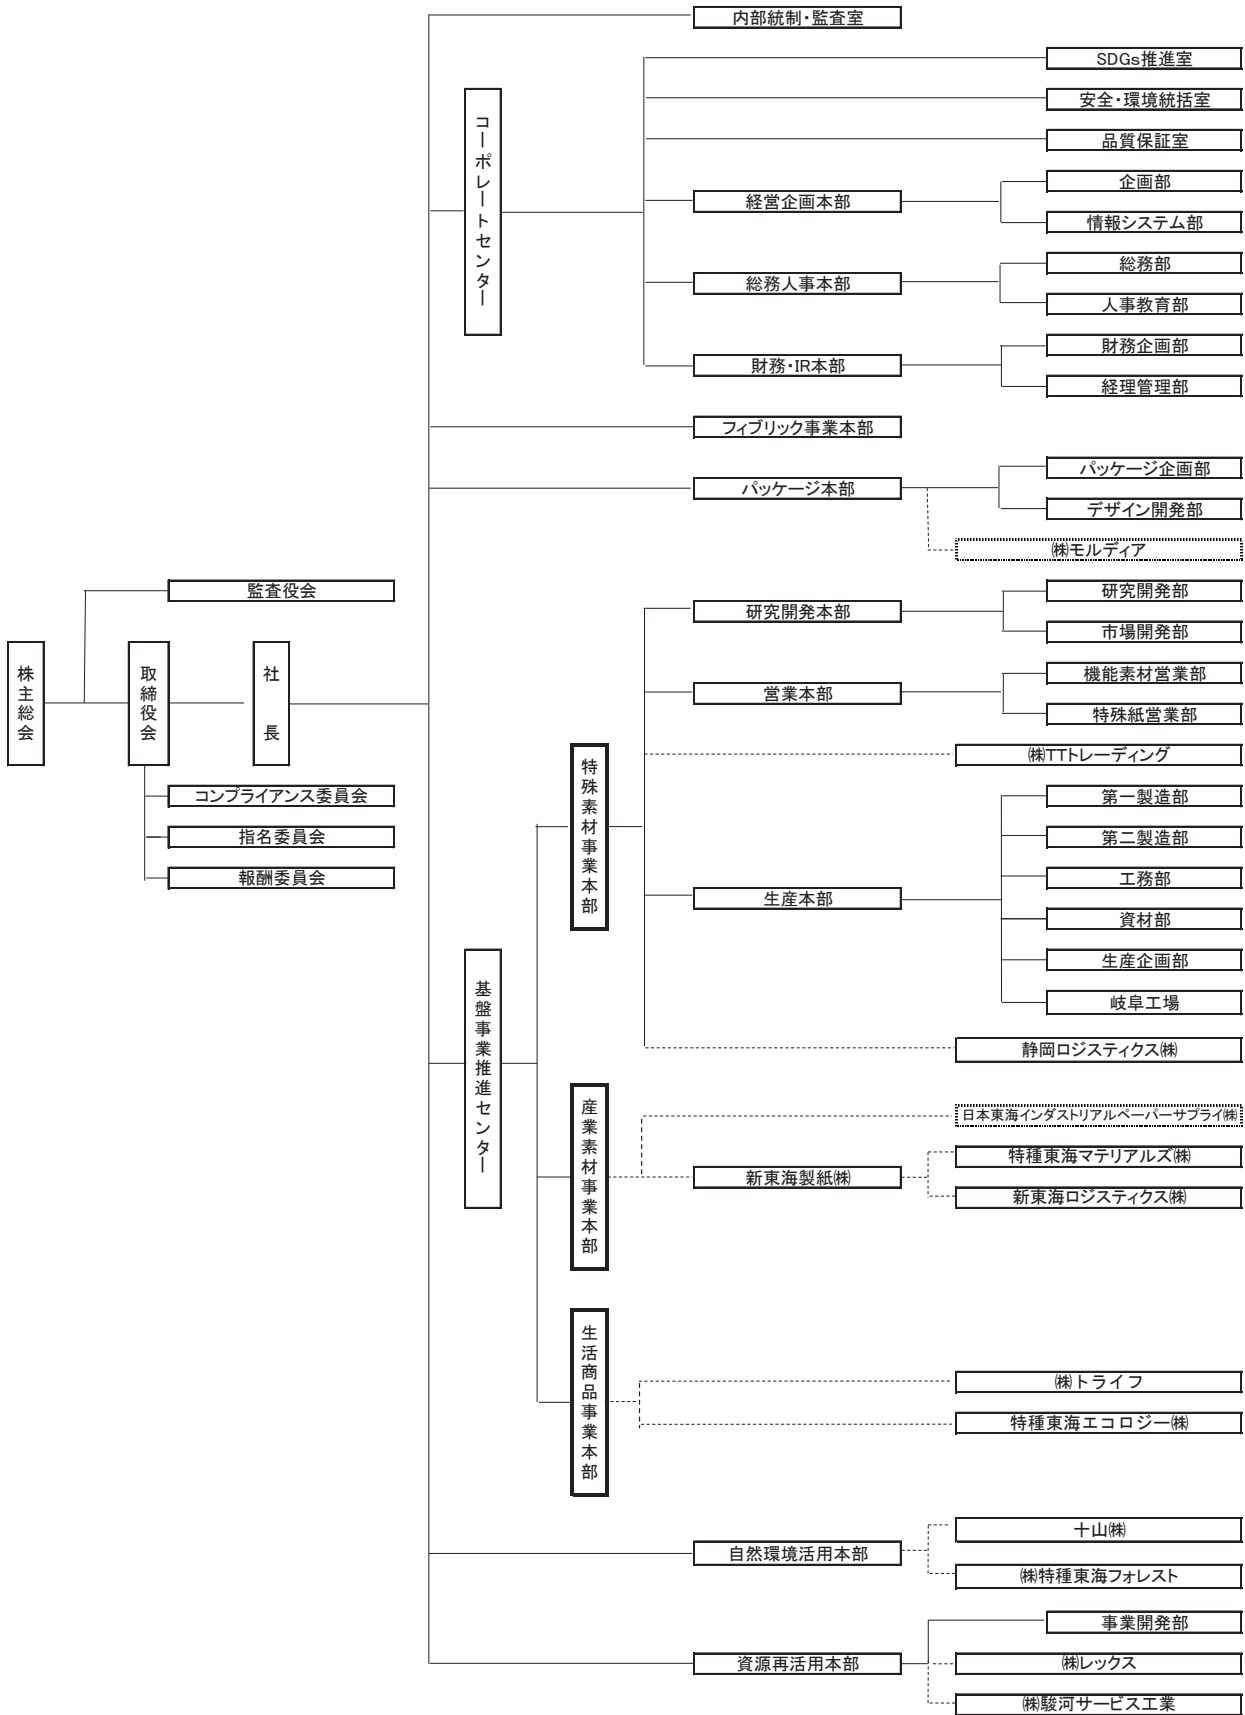 内部統制・監査室
SDGs推進室
安全・環境統括室
品質保証室
コーポレートセンター
経営企画本部
企画部
情報システム部
総務人事本部
総務部
人事教育部
財務・IR本部
財務企画部
経理管理部
フィブリック事業本部
パッケージ本部
パッケージ企画部
デザイン開発部
㈱モルディア
監査役会
株主総会
取締役会
社長
コンプライアンス委員会
指名委員会
報酬委員会
基盤事業推進センター
特殊素材事業本部
研究開発本部
研究開発部
市場開発部
営業本部
機能素材営業部
特殊紙営業部
㈱TTトレーディング
生産本部
第一製造部
第二製造部
工務部
資材部
生産企画部
岐阜工場
静岡ロジスティクス㈱
産業素材事業本部
日本東海インダストリアルペーパーサプライ㈱
新東海製紙㈱
特種東海マテリアルズ㈱
新東海ロジスティクス㈱
生活商品事業本部
㈱トライフ
特種東海エコロジー㈱
自然環境活用本部
十山㈱
㈱特種東海フォレスト
資源再活用本部
事業開発部
㈱レックス
㈱駿河サービス工業